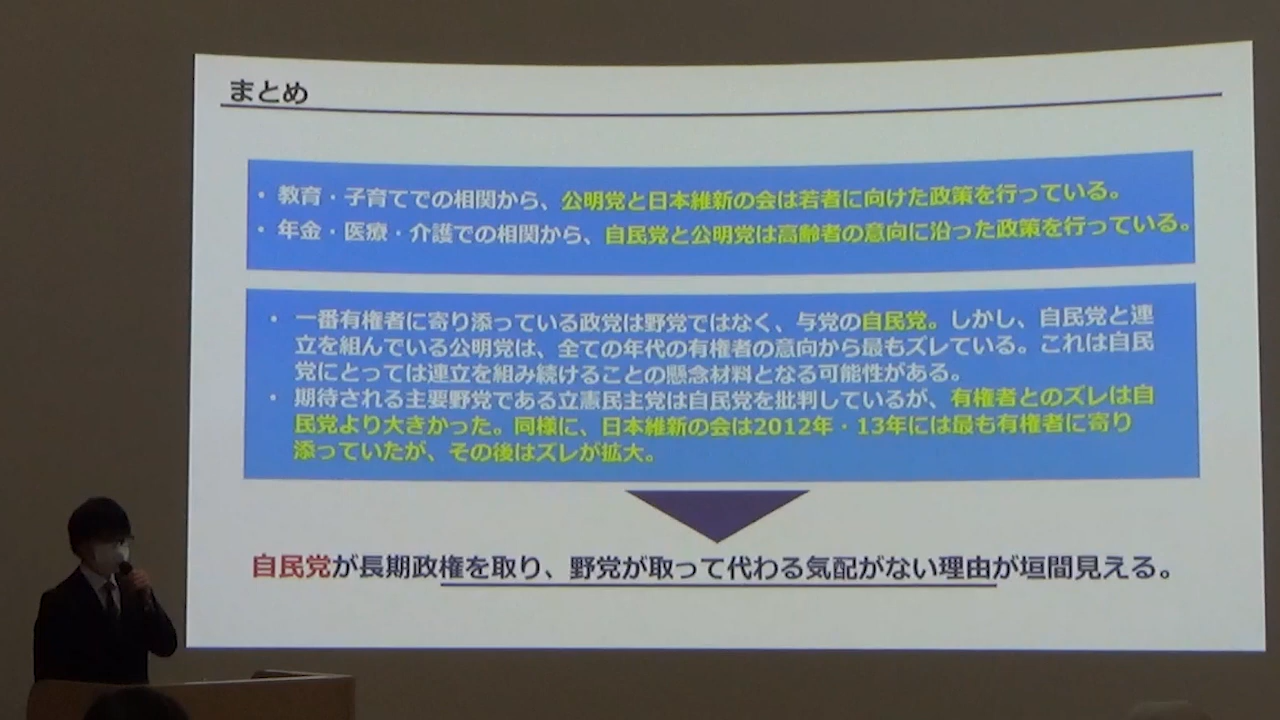 まとめ
• 教育・子育てでの相関から、公明党と日本維新の会は若者に向けた政策を行っている。
• 年金・医療・介護での相関から、自民党と公明党は高齢者の意向に沿った政策を行っている。
• 一番有権者に寄り添っている政党は野党ではなく、与党の自民党。しかし、自民党と連
立を組んでいる公明党は、全ての年代の有権者の意向から最もズレている。これは自民
党にとっては連立を組み続けることの懸念材料となる可能性がある。
• 期待される主要野党である立憲民主党は自民党を批判しているが、有権者とのズレは自
民党より大きかった。同様に、日本維新の会は2012年・13年には最も有権者に寄り
添っていたが、その後はズレが拡大。
自民党が長期政権を取り、野党が取って代わる気配がない理由が垣間見える。